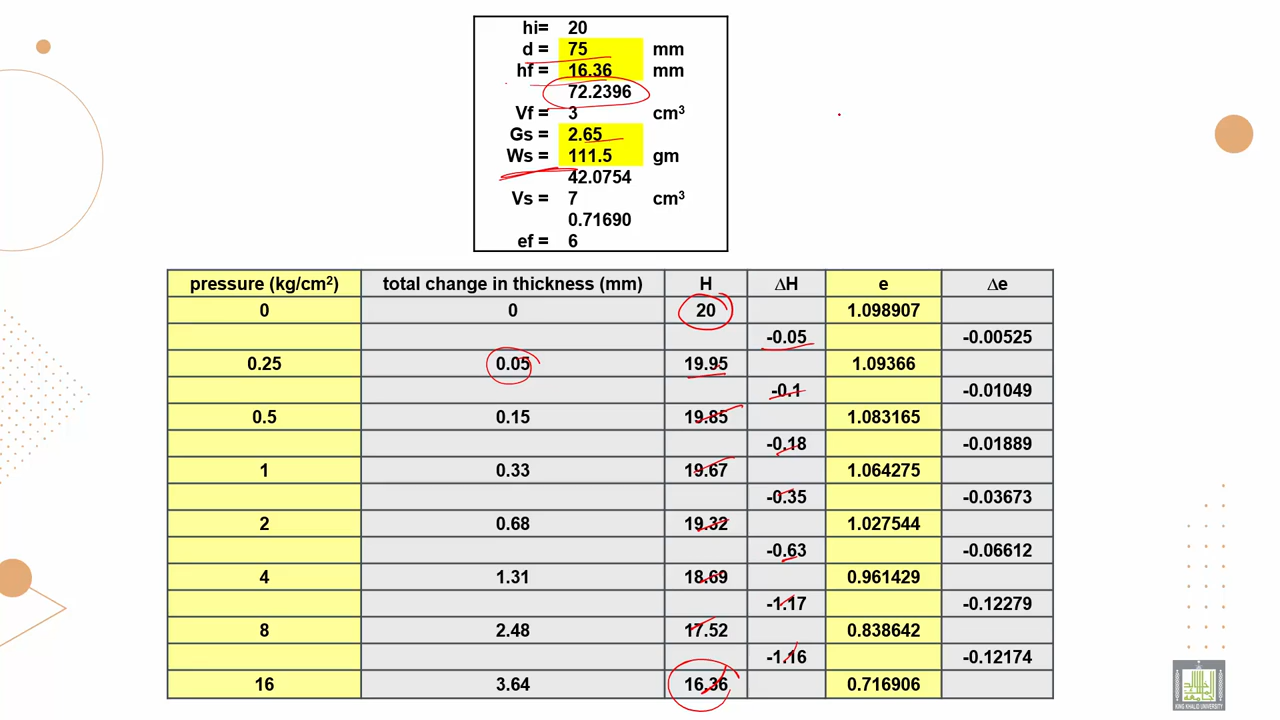 hi= 20
d = 75 mm
hf = 16.36 mm
72.2396
Vf = 3 cm³
Gs = 2.65
Ws = 111.5 gm
42.0754
Vs = 7 cm³
0.71690
ef = 6
pressure (kg/cm²) total change in thickness (mm) H ΔH e Δe
0 0 20 1.098907
-0.05 -0.00525
0.25 0.05 19.95 1.09366
-0.1 -0.01049
0.5 0.15 19.85 1.083165
-0.18 -0.01889
1 0.33 19.67 1.064275
-0.35 -0.03673
2 0.68 19.32 1.027544
-0.63 -0.06612
4 1.31 18.69 0.961429
-1.17 -0.12279
8 2.48 17.52 0.838642
-1.16 -0.12174
16 3.64 16.36 0.716906
KING KHALID UNIVERSITY